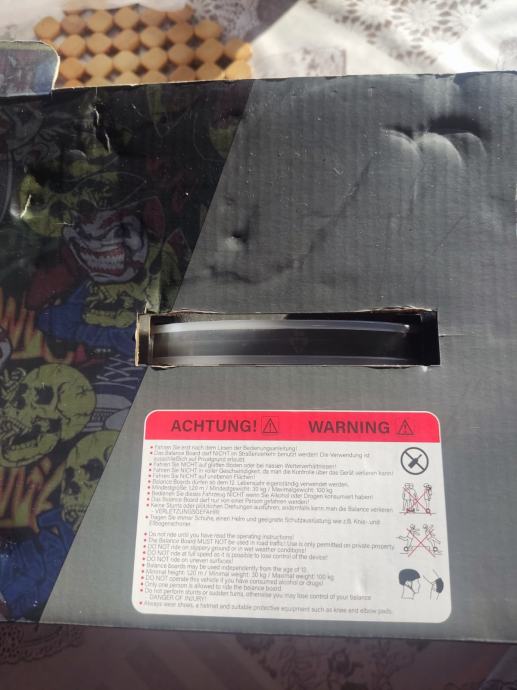 ACHTUNG! WARNING
• Fahren Sie erst nach dem Lesen der Bedienungsanleitung!
• Das Balance Board darf NICHT im Straßenverkehr benutzt werden! Die Verwendung ist
ausschließlich auf Privatgrund erlaubt.
• Fahren Sie NICHT auf glatten Böden oder bei nassen Wetterverhältnissen!
• Fahren Sie NICHT in voller Geschwindigkeit, da man die Kontrolle über das Gerät verlieren kann!
• Fahren Sie NICHT auf unebenen Flächen!
• Balance Boards dürfen ab dem 12. Lebensjahr eigenständig verwendet werden.
• Mindestgröße: 1,20 m / Mindestgewicht: 30 kg / Maximalgewicht: 100 kg
• Bedienen Sie dieses Fahrzeug NICHT, wenn Sie Alkohol oder Drogen konsumiert haben!
• Das Balance Board darf nur von einer Person gefahren werden!
• Keine Stunts oder plötzlichen Drehungen ausführen, andernfalls kann man die Balance verlieren
- VERLETZUNGSGEFAHR!
• Tragen Sie immer Schuhe, einen Helm und geeignete Schutzausrüstung wie z.B. Knie- und
Ellbogenschoner.
• Do not ride until you have read the operating instructions!
• The Balance Board MUST NOT be used in road traffic! Use is only permitted on private property.
• DO NOT ride on slippery ground or in wet weather conditions!
• DO NOT ride at full speed as it is possible to lose control of the device!
• DO NOT ride on uneven surfaces!
• Balance boards may be used independently from the age of 12.
• Minimal height: 1,20 m / Minimal weight: 30 kg / Maximal weight: 100 kg
• DO NOT operate this vehicle if you have consumed alcohol or drugs!
• Only one person is allowed to ride the balance board.
• Do not perform stunts or sudden turns, otherwise you may lose control of your Balance
DANGER OF INJURY!
• Always wear shoes, a helmet and suitable protective equipment such as knee and elbow pads.